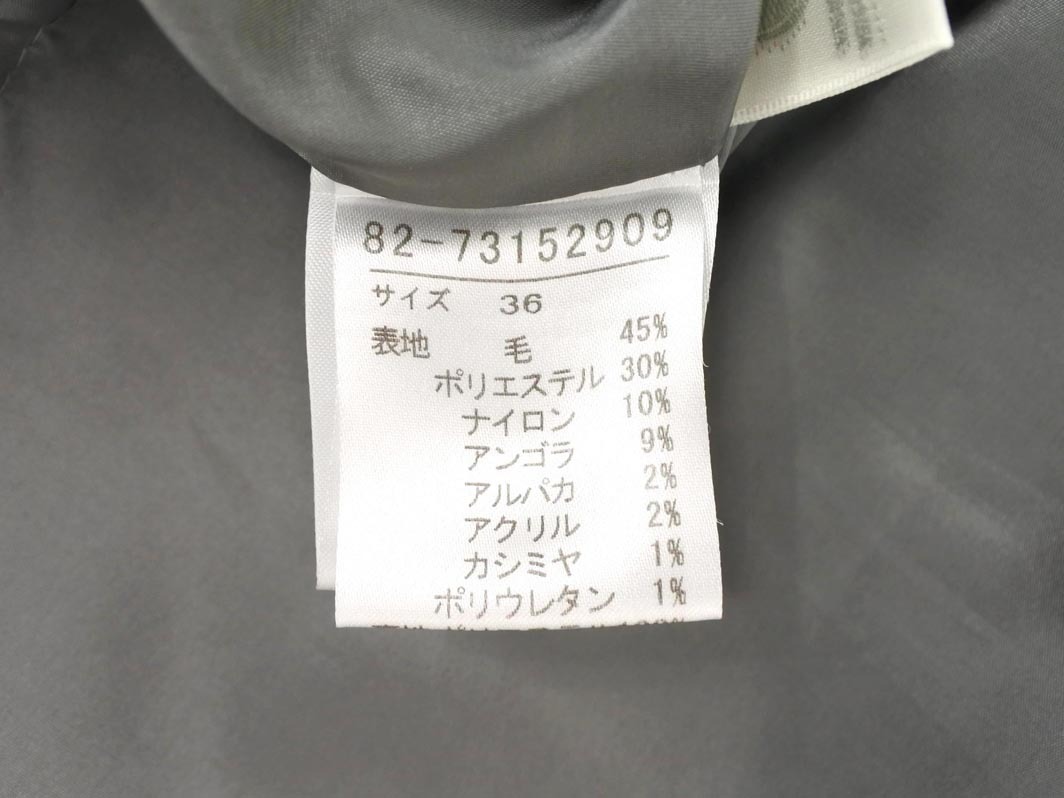 82-73152909
サイズ 36
表地 毛 45%
ポリエステル 30%
ナイロン 10%
アンゴラ 9%
アルパカ 2%
アクリル 2%
カシミヤ 1%
ポリウレタン 1%